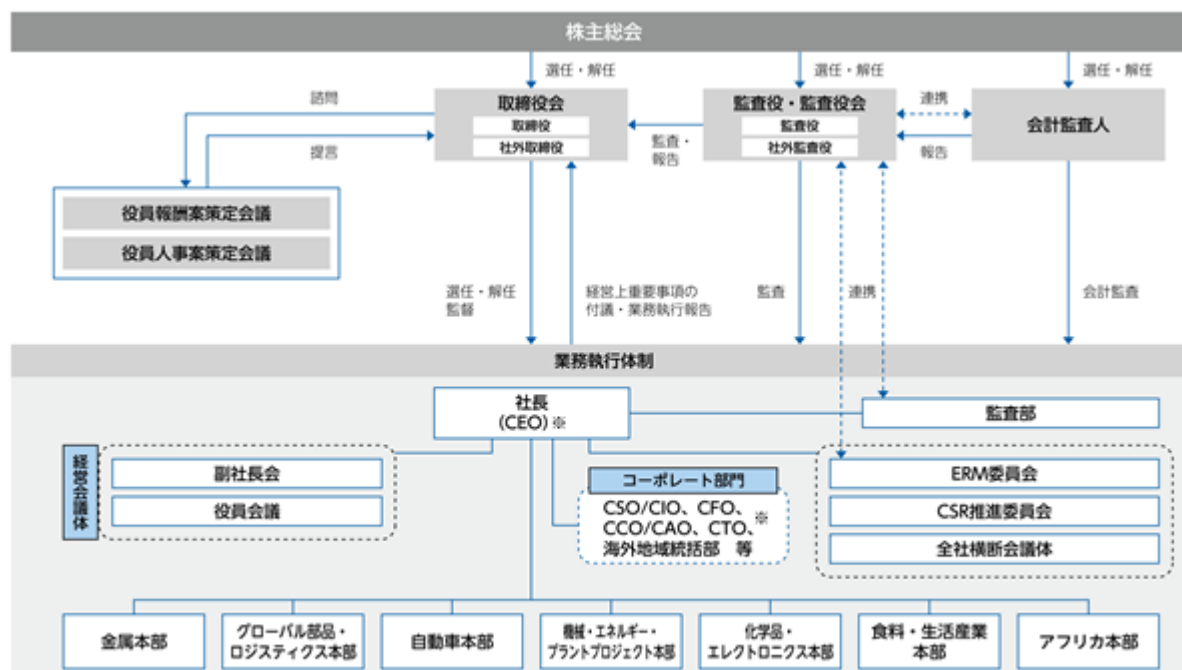 株主総会
選任・解任
選任・解任
選任・解任
諮問
取締役会
取締役
社外取締役
監査・
報告
監査役・監査役会
監査役
社外監査役
連携
報告
会計監査人
提言
役員報酬案策定会議
役員人事案策定会議
選任・解任
監督
経営上重要事項の
付議・業務執行報告
監査
連携
会計監査
業務執行体制
社長
(CEO)※
監査部
経営会議体
副社長会
役員会議
コーポレート部門
CSO/CIO、CFO、
CCO/CAO、CTO、※
海外地域統括部 等
ERM委員会
CSR推進委員会
全社横断会議体
金属本部
グローバル部品・
ロジスティクス本部
自動車本部
機械・エネルギー・
プラントプロジェクト本部
化学品・
エレクトロニクス本部
食料・生活産業
本部
アフリカ本部